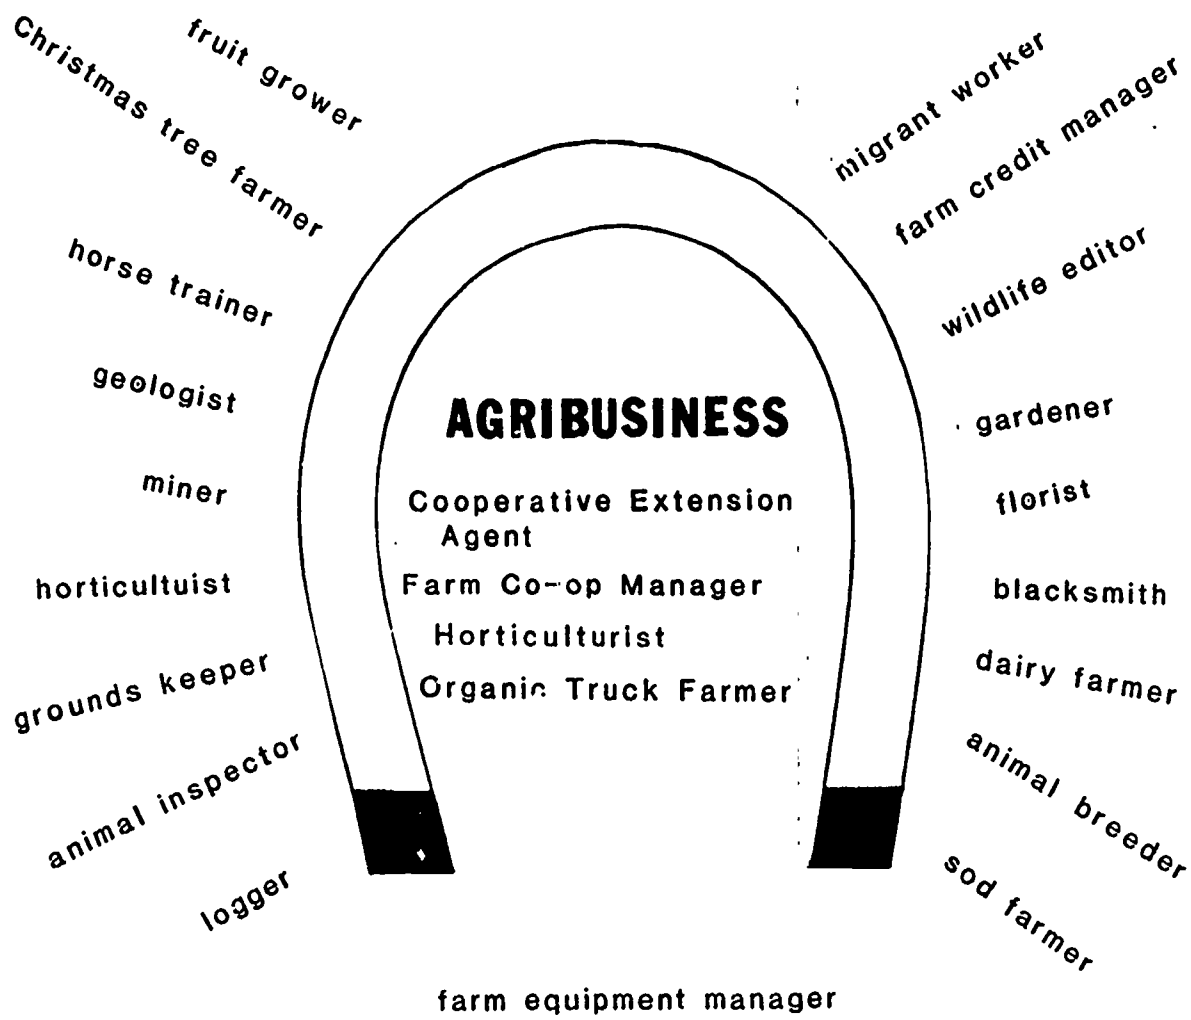 fruit grower
Christmas tree farmer
horse trainer
geologist
miner
horticultuist
grounds keeper
animal inspector
logger
migrant worker
farm credit manager
wildlife editor
gardener
florist
blacksmith
dairy farmer
animal breeder
sod farmer
AGRIBUSINESS
Cooperative Extension
Agent
Farm Co-op Manager
Horticulturist
Organic Truck Farmer
farm equipment manager